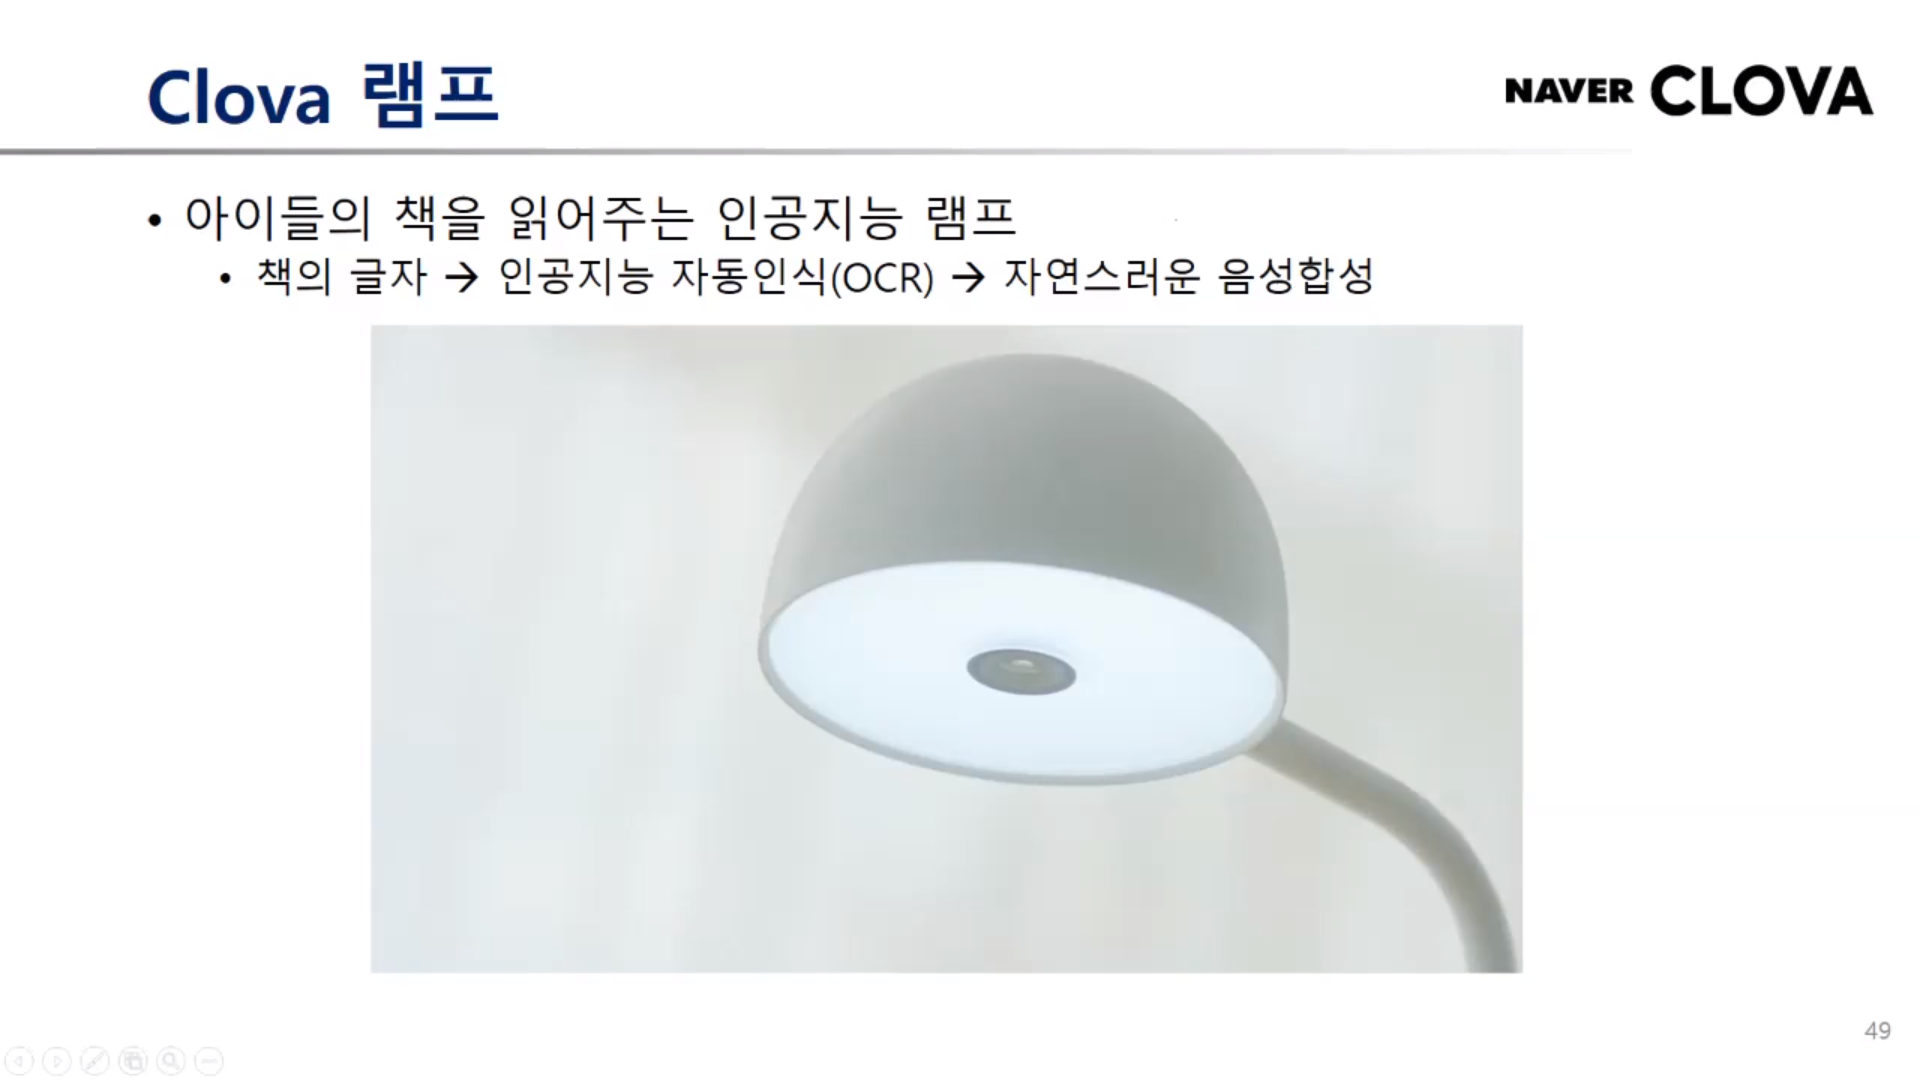 Clova 램프
NAVER CLOVA
• 아이들의 책을 읽어주는 인공지능 램프
• 책의 글자 → 인공지능 자동인식(OCR) → 자연스러운 음성합성
49